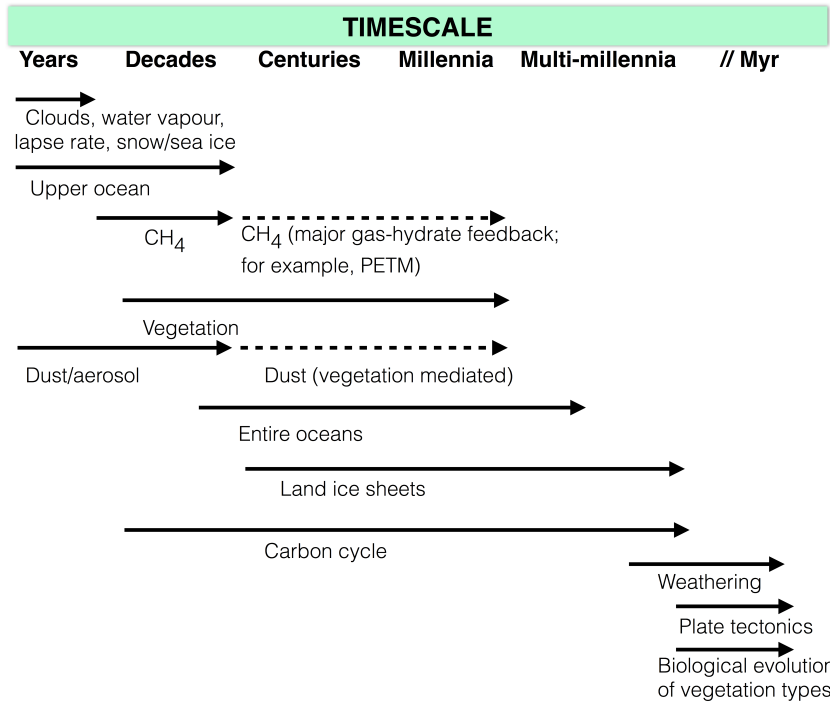 TIMESCALE
Years Decades Centuries Millennia Multi-millennia // Myr
Clouds, water vapour,
lapse rate, snow/sea ice
Upper ocean
CH4
CH4 (major gas-hydrate feedback;
for example, PETM)
Vegetation
Dust/aerosol
Dust (vegetation mediated)
Entire oceans
Land ice sheets
Carbon cycle
Weathering
Plate tectonics
Biological evolution
of vegetation types